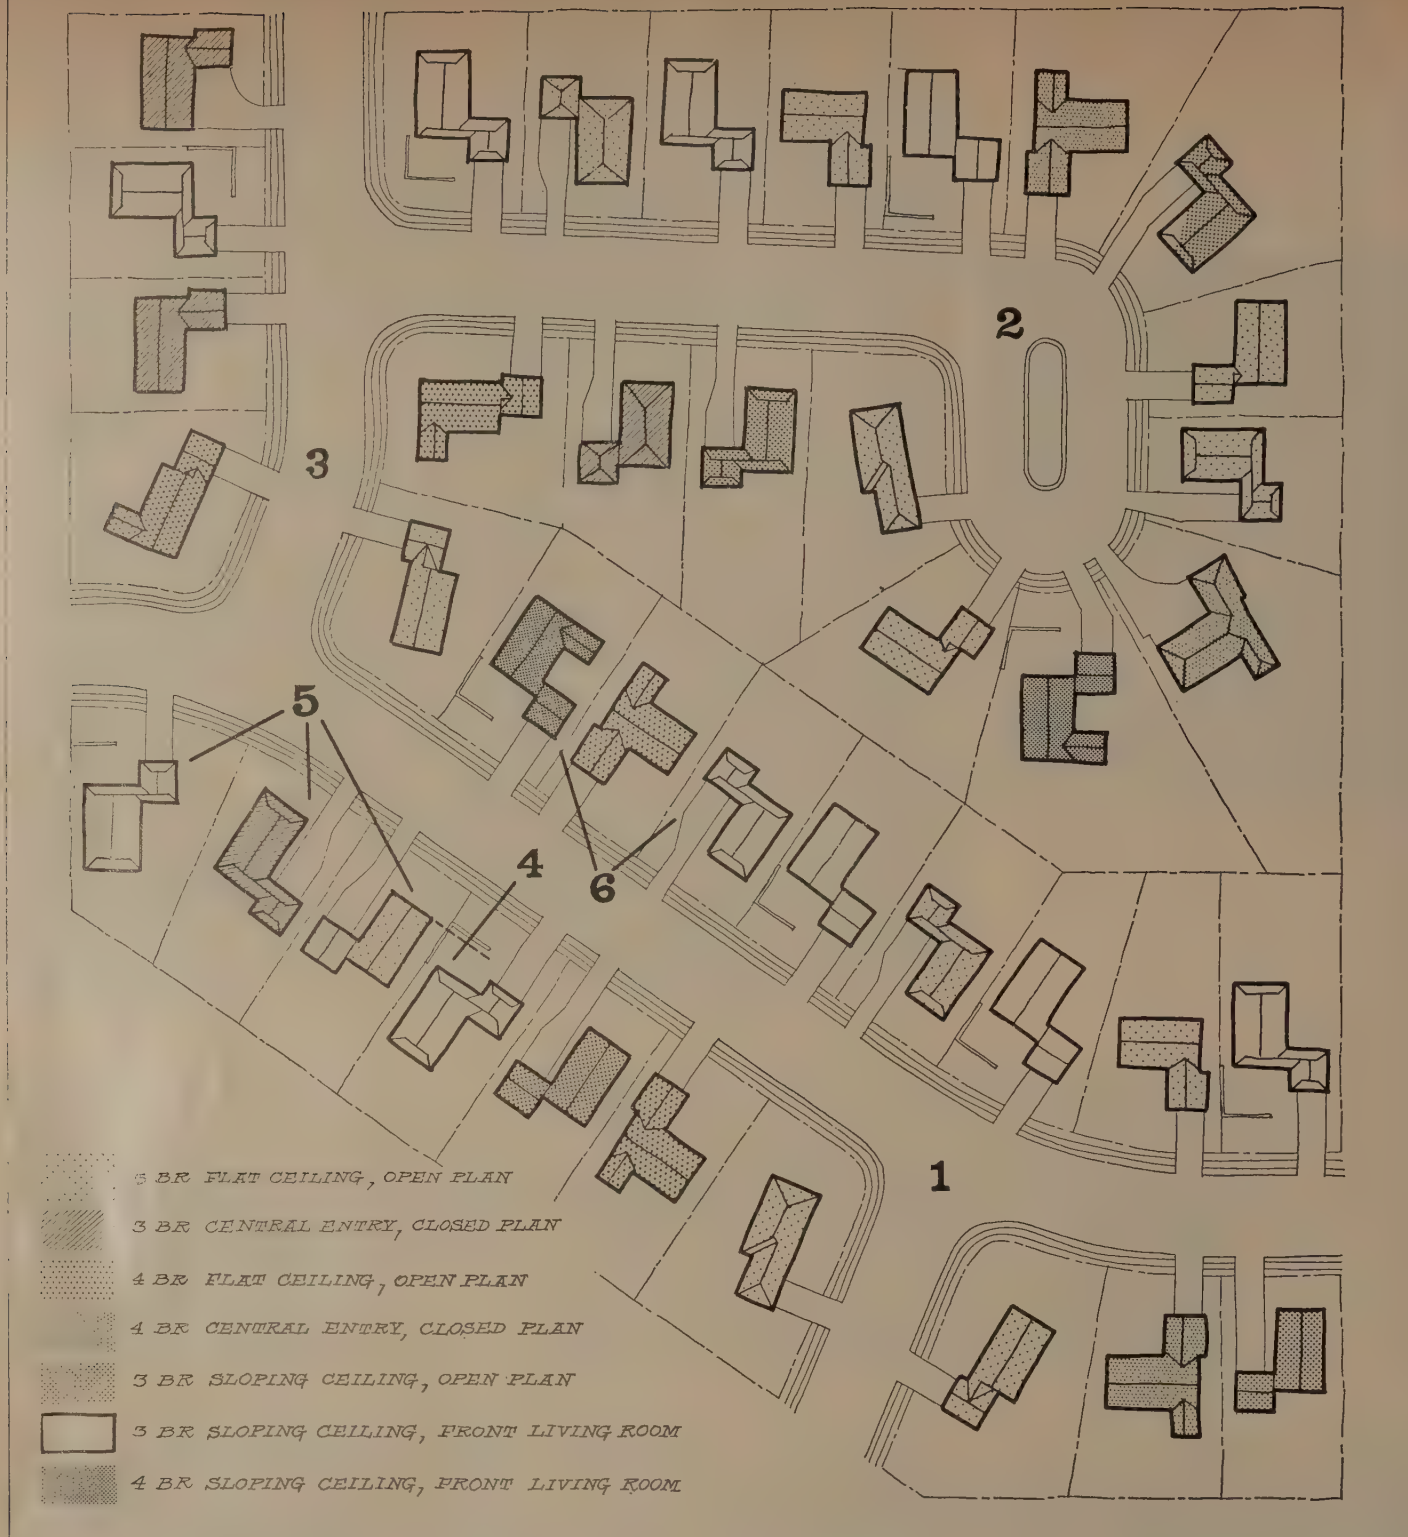 2
3
5
4
6
1
3 BR FLAT CEILING, OPEN PLAN
3 BR CENTRAL ENTRY, CLOSED PLAN
4 BR FLAT CEILING, OPEN PLAN
4 BR CENTRAL ENTRY, CLOSED PLAN
3 BR SLOPING CEILING, OPEN PLAN
3 BR SLOPING CEILING, FRONT LIVING ROOM
4 BR SLOPING CEILING, FRONT LIVING ROOM